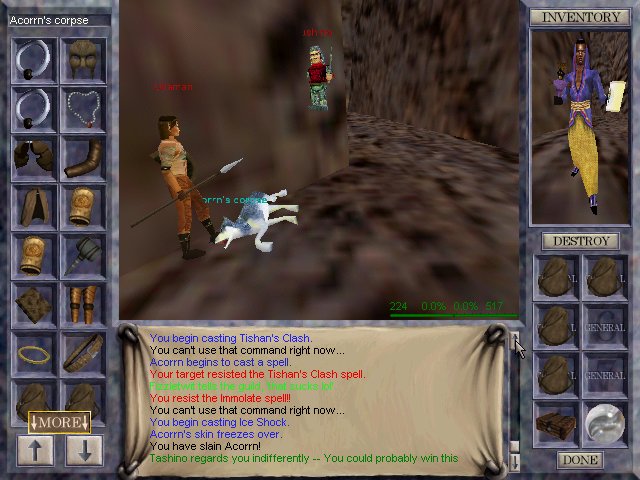 Acorrn's corpse
INVENTORY
orrn's corpse
224 0.0% 0.0% 517
DESTROY
GENERAL
GENERAL
MORE
DONE
You begin casting Tishan's Clash.
You can't use that command right now...
Acorrn begins to cast a spell.
Your target resisted the Tishan's Clash spell.
tells the guild, 'that sucks lol'
You resist the Immolate spell!!
You can't use that command right now...
You begin casting Ice Shock.
Acorrn's skin freezes over.
You have slain Acorrn!
Tashino regards you indifferently -- You could probably win this